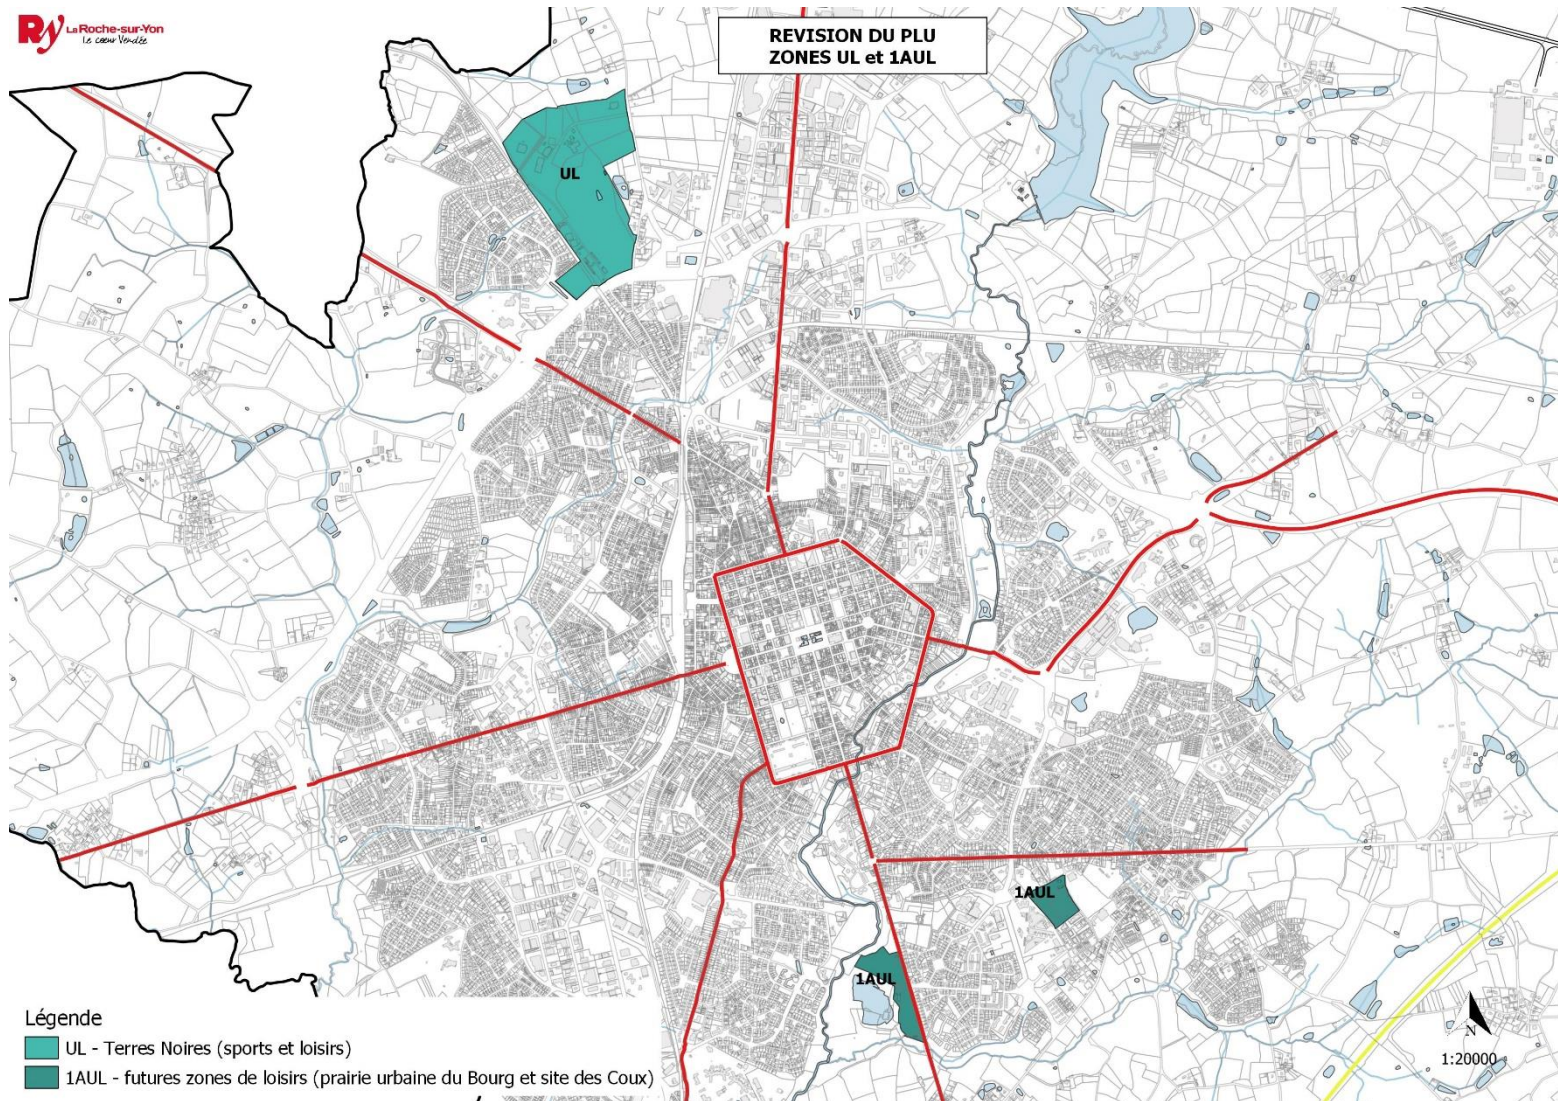 Ry La Roche-sur-Yon
Le cœur Vendée
REVISION DU PLU
ZONES UL et 1AUL
UL
1AUL
1AUL
Légende
UL - Terres Noires (sports et loisirs)
1AUL - futures zones de loisirs (prairie urbaine du Bourg et site des Coux)
N
1:20000